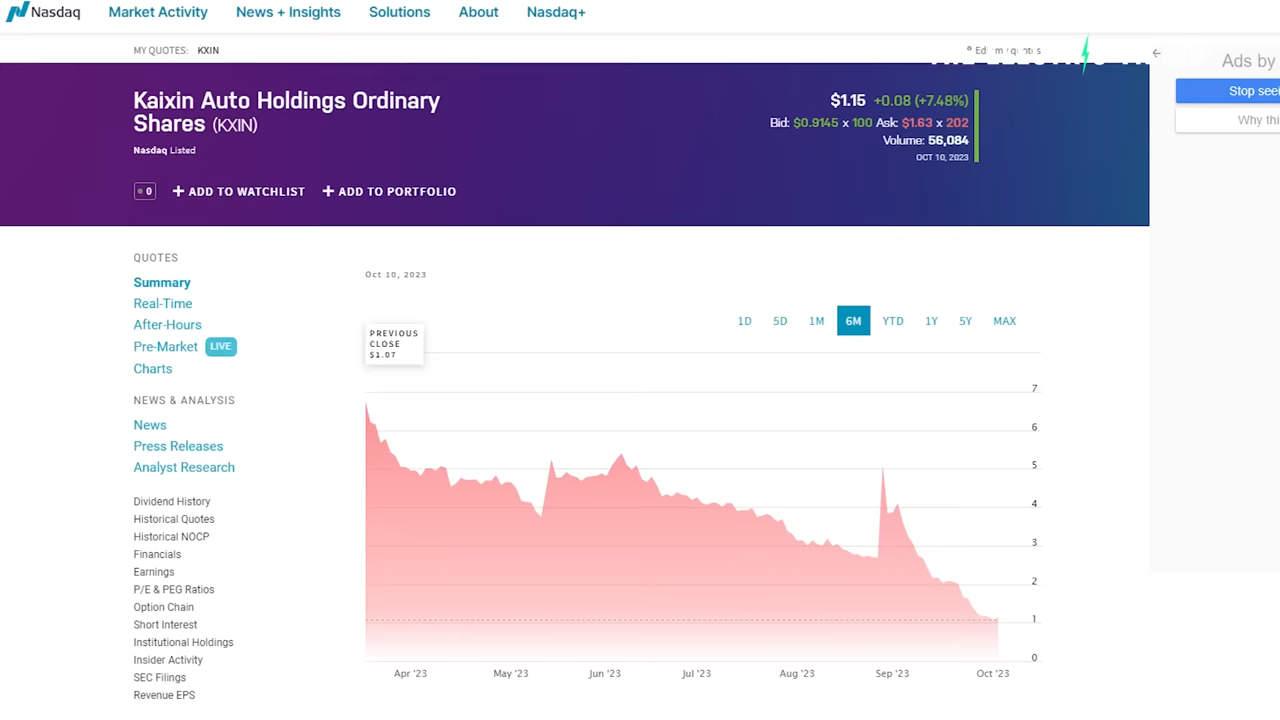 Nasdaq Market Activity News + Insights Solutions About Nasdaq+
MY QUOTES: KXIN
Ads by
Stop seei
Why thi
Kaixin Auto Holdings Ordinary
Shares (KXIN)
Nasdaq Listed
$1.15 +0.08 (+7.48%)
Bid: $0.9145 x 100 Ask: $1.63 x 202
Volume: 56,084
OCT 10, 2023
0 + ADD TO WATCHLIST + ADD TO PORTFOLIO
QUOTES
Summary
Real-Time
After-Hours
Pre-Market LIVE
Charts
NEWS & ANALYSIS
News
Press Releases
Analyst Research
Dividend History
Historical Quotes
Historical NOCP
Financials
Earnings
P/E & PEG Ratios
Option Chain
Short Interest
Institutional Holdings
Insider Activity
SEC Filings
Revenue EPS
Oct 10, 2023
1D 5D 1M 6M YTD 1Y 5Y MAX
PREVIOUS
CLOSE
$1.07
7
6
5
4
3
2
1
0
Apr '23 May '23 Jun '23 Jul '23 Aug '23 Sep '23 Oct '23